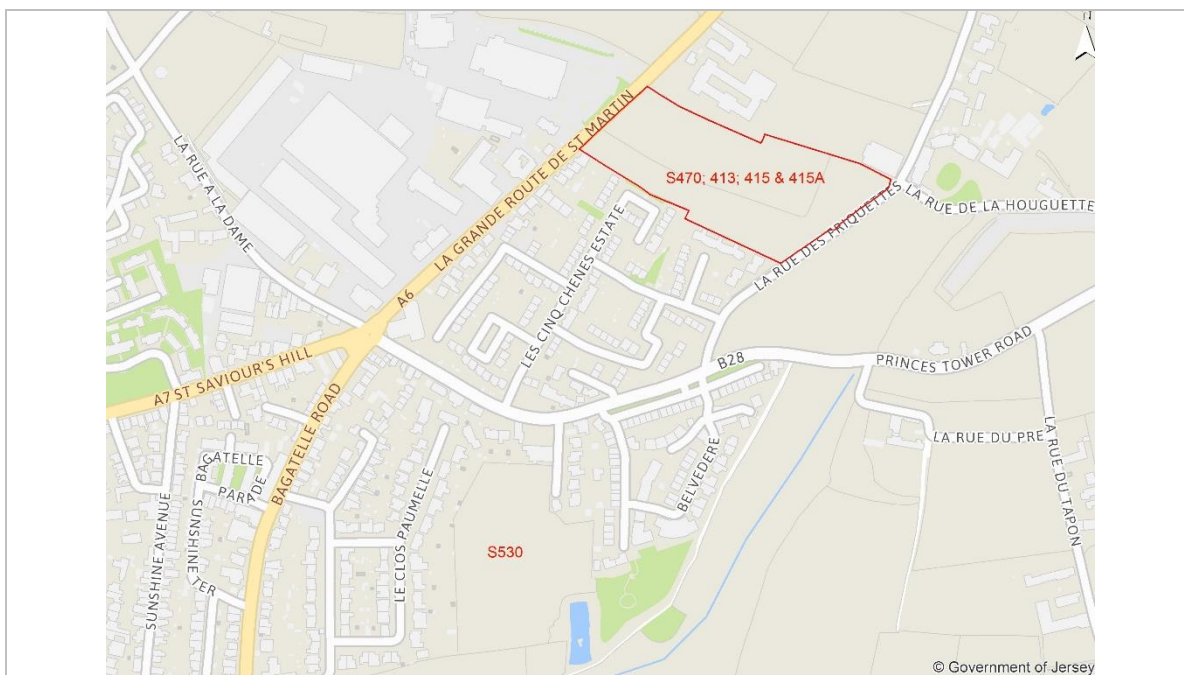 LA GRANDE ROUTE DE ST MARTIN
S470; 413; 415 & 415A
LA RUE A LA DAME
LA RUE DE LA HOUGUETTE
LES CINQ CHENES ESTATE
LA RUE DES FRIQUETTES
A6
A7 ST SAVIOUR'S HILL
B28
PRINCES TOWER ROAD
BAGATELLE ROAD
BAGATELLE
PARADE
LA RUE DU PRE
BELVEDERE
LA RUE DU TAPON
SUNSHINE AVENUE
SUNSHINE
TER
LE CLOS PAUMELLE
S530
© Government of Jersey